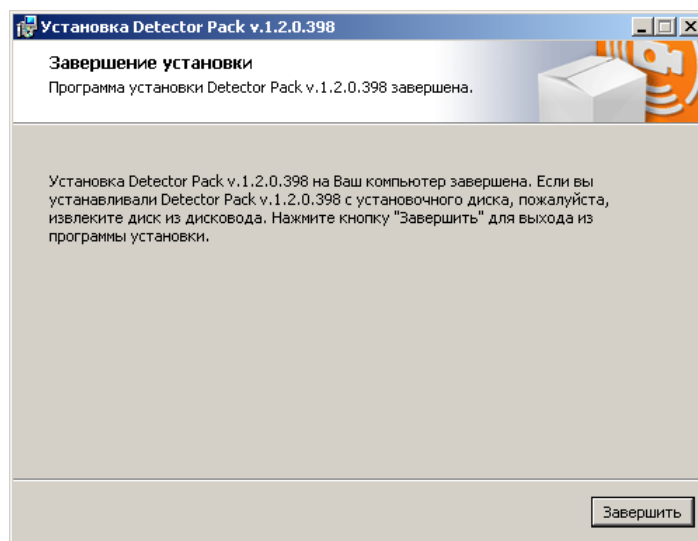 Установка Detector Pack v.1.2.0.398
Завершение установки
Программа установки Detector Pack v.1.2.0.398 завершена.
Установка Detector Pack v.1.2.0.398 на Ваш компьютер завершена. Если вы
устанавливали Detector Pack v.1.2.0.398 с установочного диска, пожалуйста,
извлеките диск из дисковода. Нажмите кнопку "Завершить" для выхода из
программы установки.
Завершить